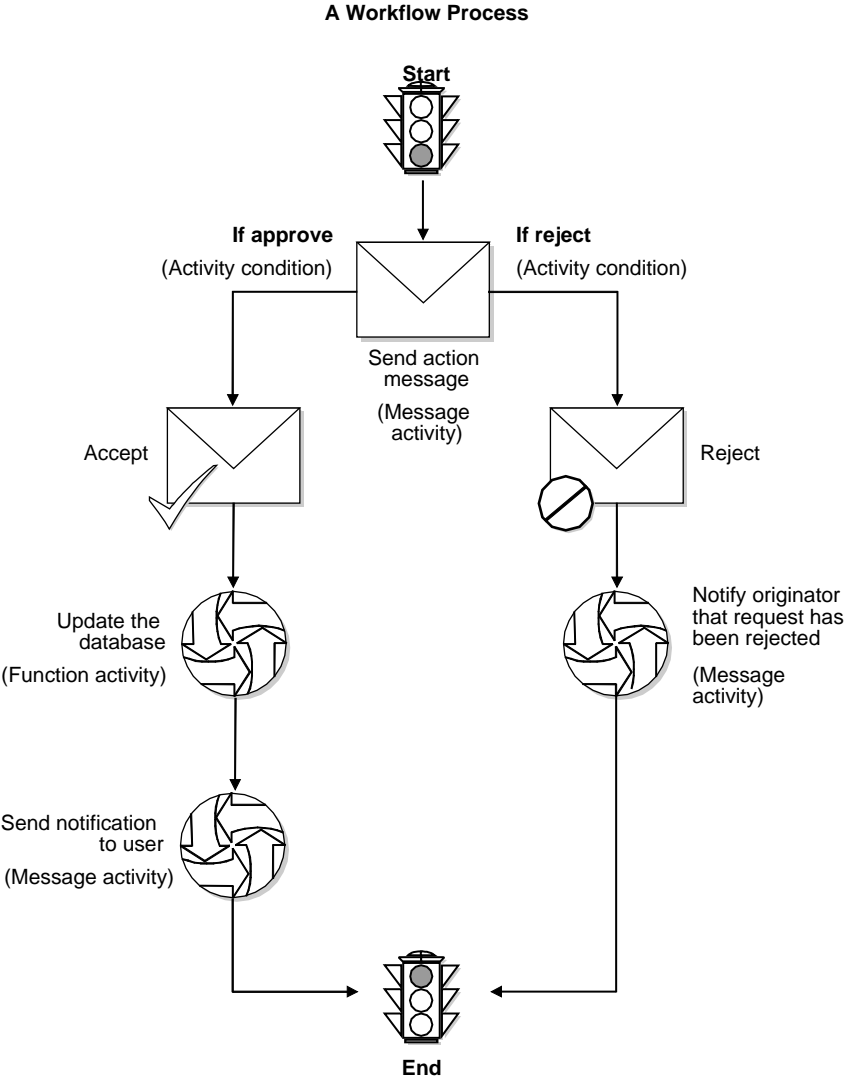 A Workflow Process
Start
If approve
(Activity condition)
If reject
(Activity condition)
Send action
message
(Message
activity)
Accept
Reject
Update the
database
(Function activity)
Notify originator
that request has
been rejected
(Message
activity)
Send notification
to user
(Message activity)
End